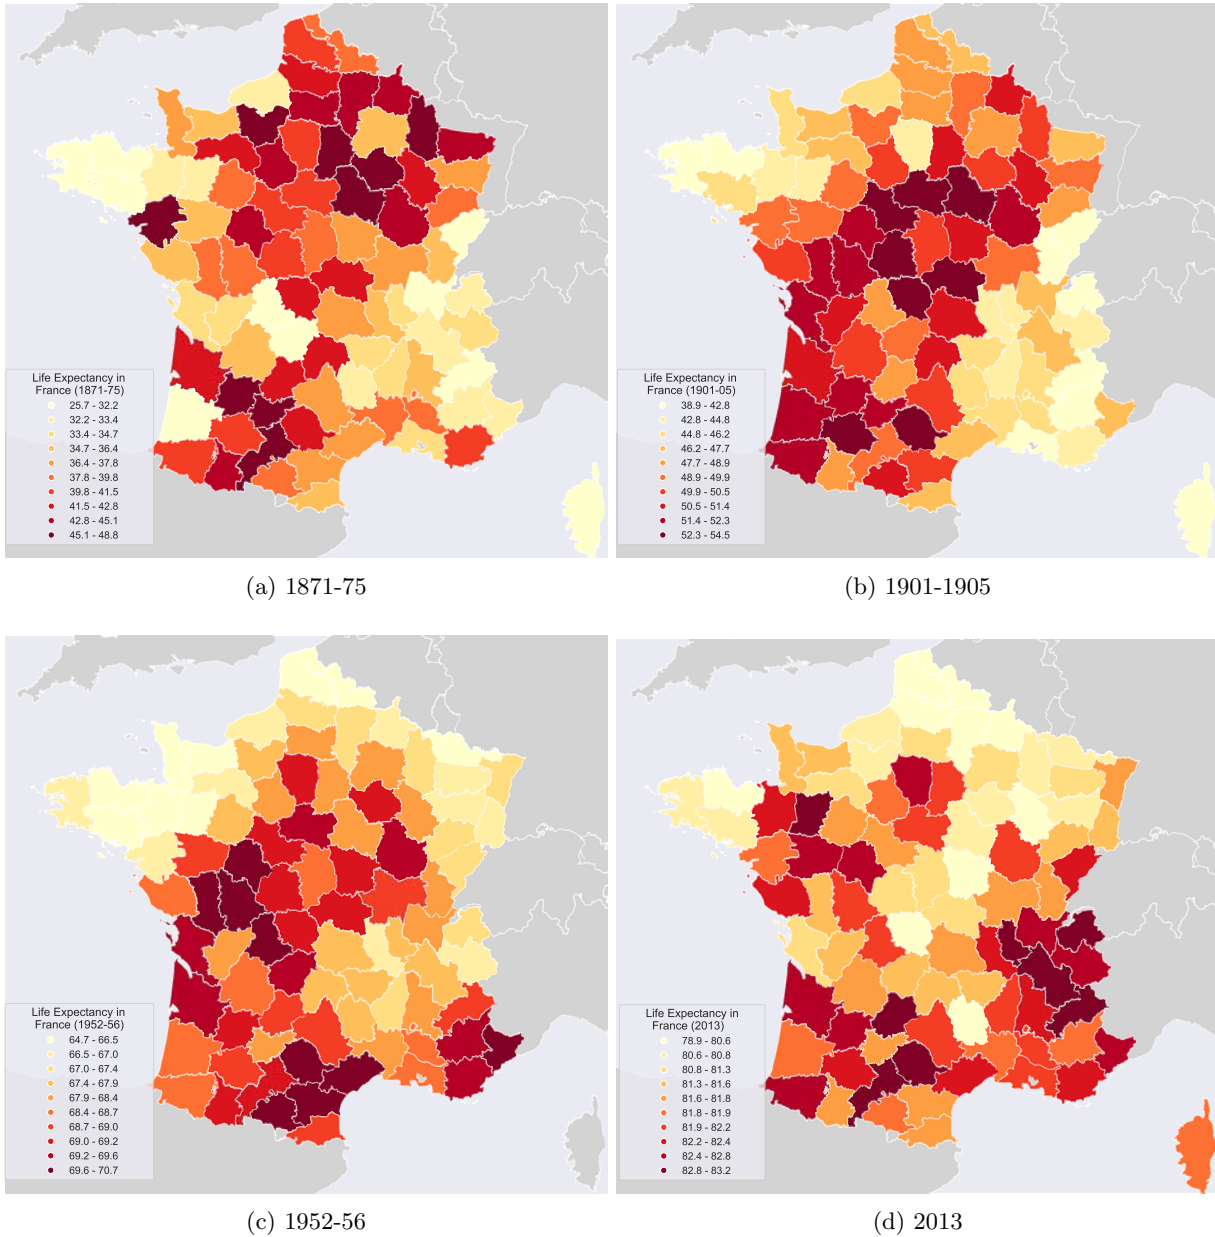 Life Expectancy in
France (1871-75)
25.7 - 32.2
32.2 - 33.4
33.4 - 34.7
34.7 - 36.4
36.4 - 37.8
37.8 - 39.8
39.8 - 41.5
41.5 - 42.8
42.8 - 45.1
45.1 - 48.8
(a) 1871-75
Life Expectancy in
France (1901-05)
38.9 - 42.8
42.8 - 44.8
44.8 - 46.2
46.2 - 47.7
47.7 - 48.9
48.9 - 49.9
49.9 - 50.5
50.5 - 51.4
51.4 - 52.3
52.3 - 54.5
(b) 1901-1905
Life Expectancy in
France (1952-56)
64.7 - 66.5
66.5 - 67.0
67.0 - 67.4
67.4 - 67.9
67.9 - 68.4
68.4 - 68.7
68.7 - 69.0
69.0 - 69.2
69.2 - 69.6
69.6 - 70.7
(c) 1952-56
Life Expectancy in
France (2013)
78.9 - 80.6
80.6 - 80.8
80.8 - 81.3
81.3 - 81.6
81.6 - 81.8
81.8 - 81.9
81.9 - 82.2
82.2 - 82.4
82.4 - 82.8
82.8 - 83.2
(d) 2013